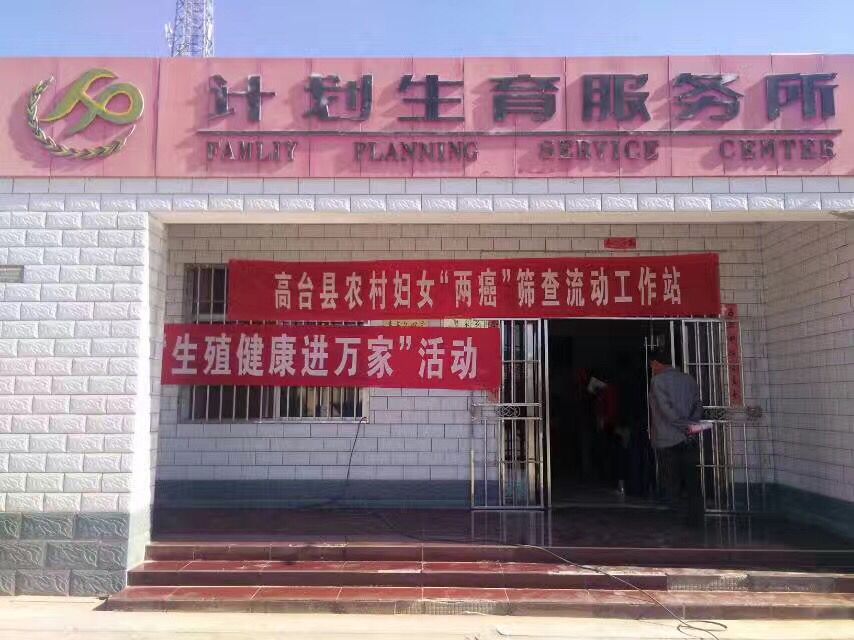 计划生育服务所
FAMLIY PLANNING SERVICE CEMTER
高台县农村妇女“两癌”筛查流动工作站
“生殖健康进万家”活动